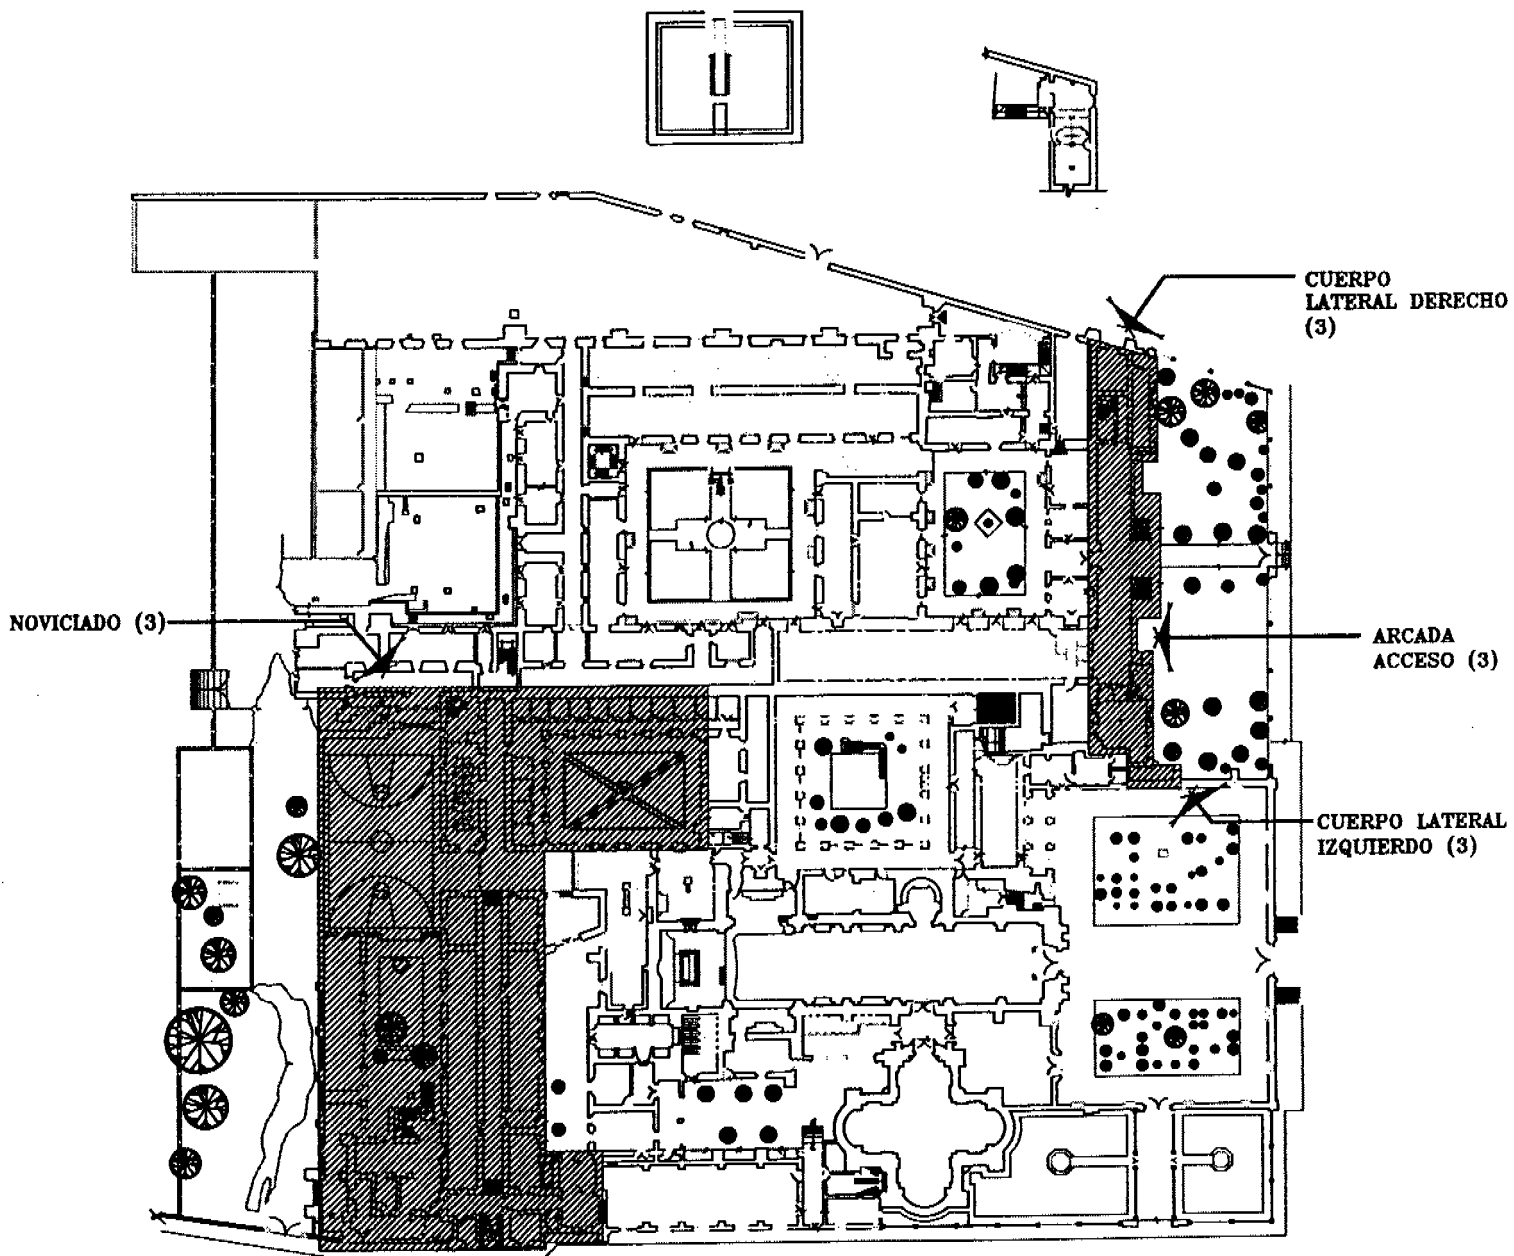 CUERPO
LATERAL DERECHO
(3)
NOVICIADO (3)
ARCADA
ACCESO (3)
CUERPO LATERAL
IZQUIERDO (3)